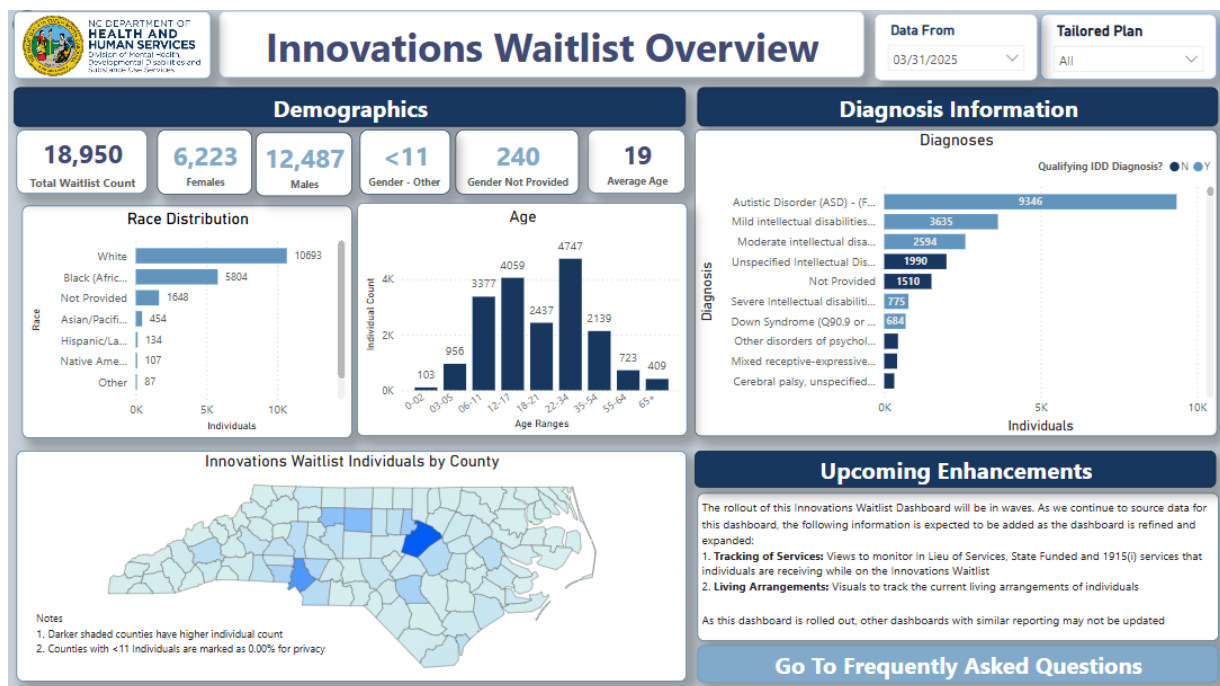 NC DEPARTMENT OF
HEALTH AND
HUMAN SERVICES
Division of Mental Health,
Developmental Disabilities and
Substance Use Services
Innovations Waitlist Overview
Data From
03/31/2025
Tailored Plan
All
Demographics
18,950
Total Waitlist Count
6,223
Females
12,487
Males
<11
Gender - Other
240
Gender Not Provided
19
Average Age
Race Distribution
Race
White 10693
Black (Afric... 5804
Not Provided 1648
Asian/Pacifi... 454
Hispanic/La... 134
Native Ame... 107
Other 87
0K 5K 10K
Individuals
Age
Individual Count
4K
2K
0K
103 956 3377 4059 2437 4747 2139 723 409
0-02 03-05 06-11 12-17 18-21 22-34 35-54 55-64 65+
Age Ranges
Diagnosis Information
Diagnoses
Qualifying IDD Diagnosis? N Y
Diagnosis
Autistic Disorder (ASD) - (F... 9346
Mild intellectual disabilities... 3635
Moderate intellectual disa... 2594
Unspecified Intellectual Dis... 1990
Not Provided 1510
Severe Intellectual disabiliti... 775
Down Syndrome (Q90.9 or ... 684
Other disorders of psychol...
Mixed receptive-expressive...
Cerebral palsy, unspecified...
0K 5K 10K
Individuals
Innovations Waitlist Individuals by County
Notes
1. Darker shaded counties have higher individual count
2. Counties with <11 Individuals are marked as 0.00% for privacy
Upcoming Enhancements
The rollout of this Innovations Waitlist Dashboard will be in waves. As we continue to source data for
this dashboard, the following information is expected to be added as the dashboard is refined and
expanded:
1. Tracking of Services: Views to monitor In Lieu of Services, State Funded and 1915(i) services that
individuals are receiving while on the Innovations Waitlist
2. Living Arrangements: Visuals to track the current living arrangements of individuals
As this dashboard is rolled out, other dashboards with similar reporting may not be updated
Go To Frequently Asked Questions